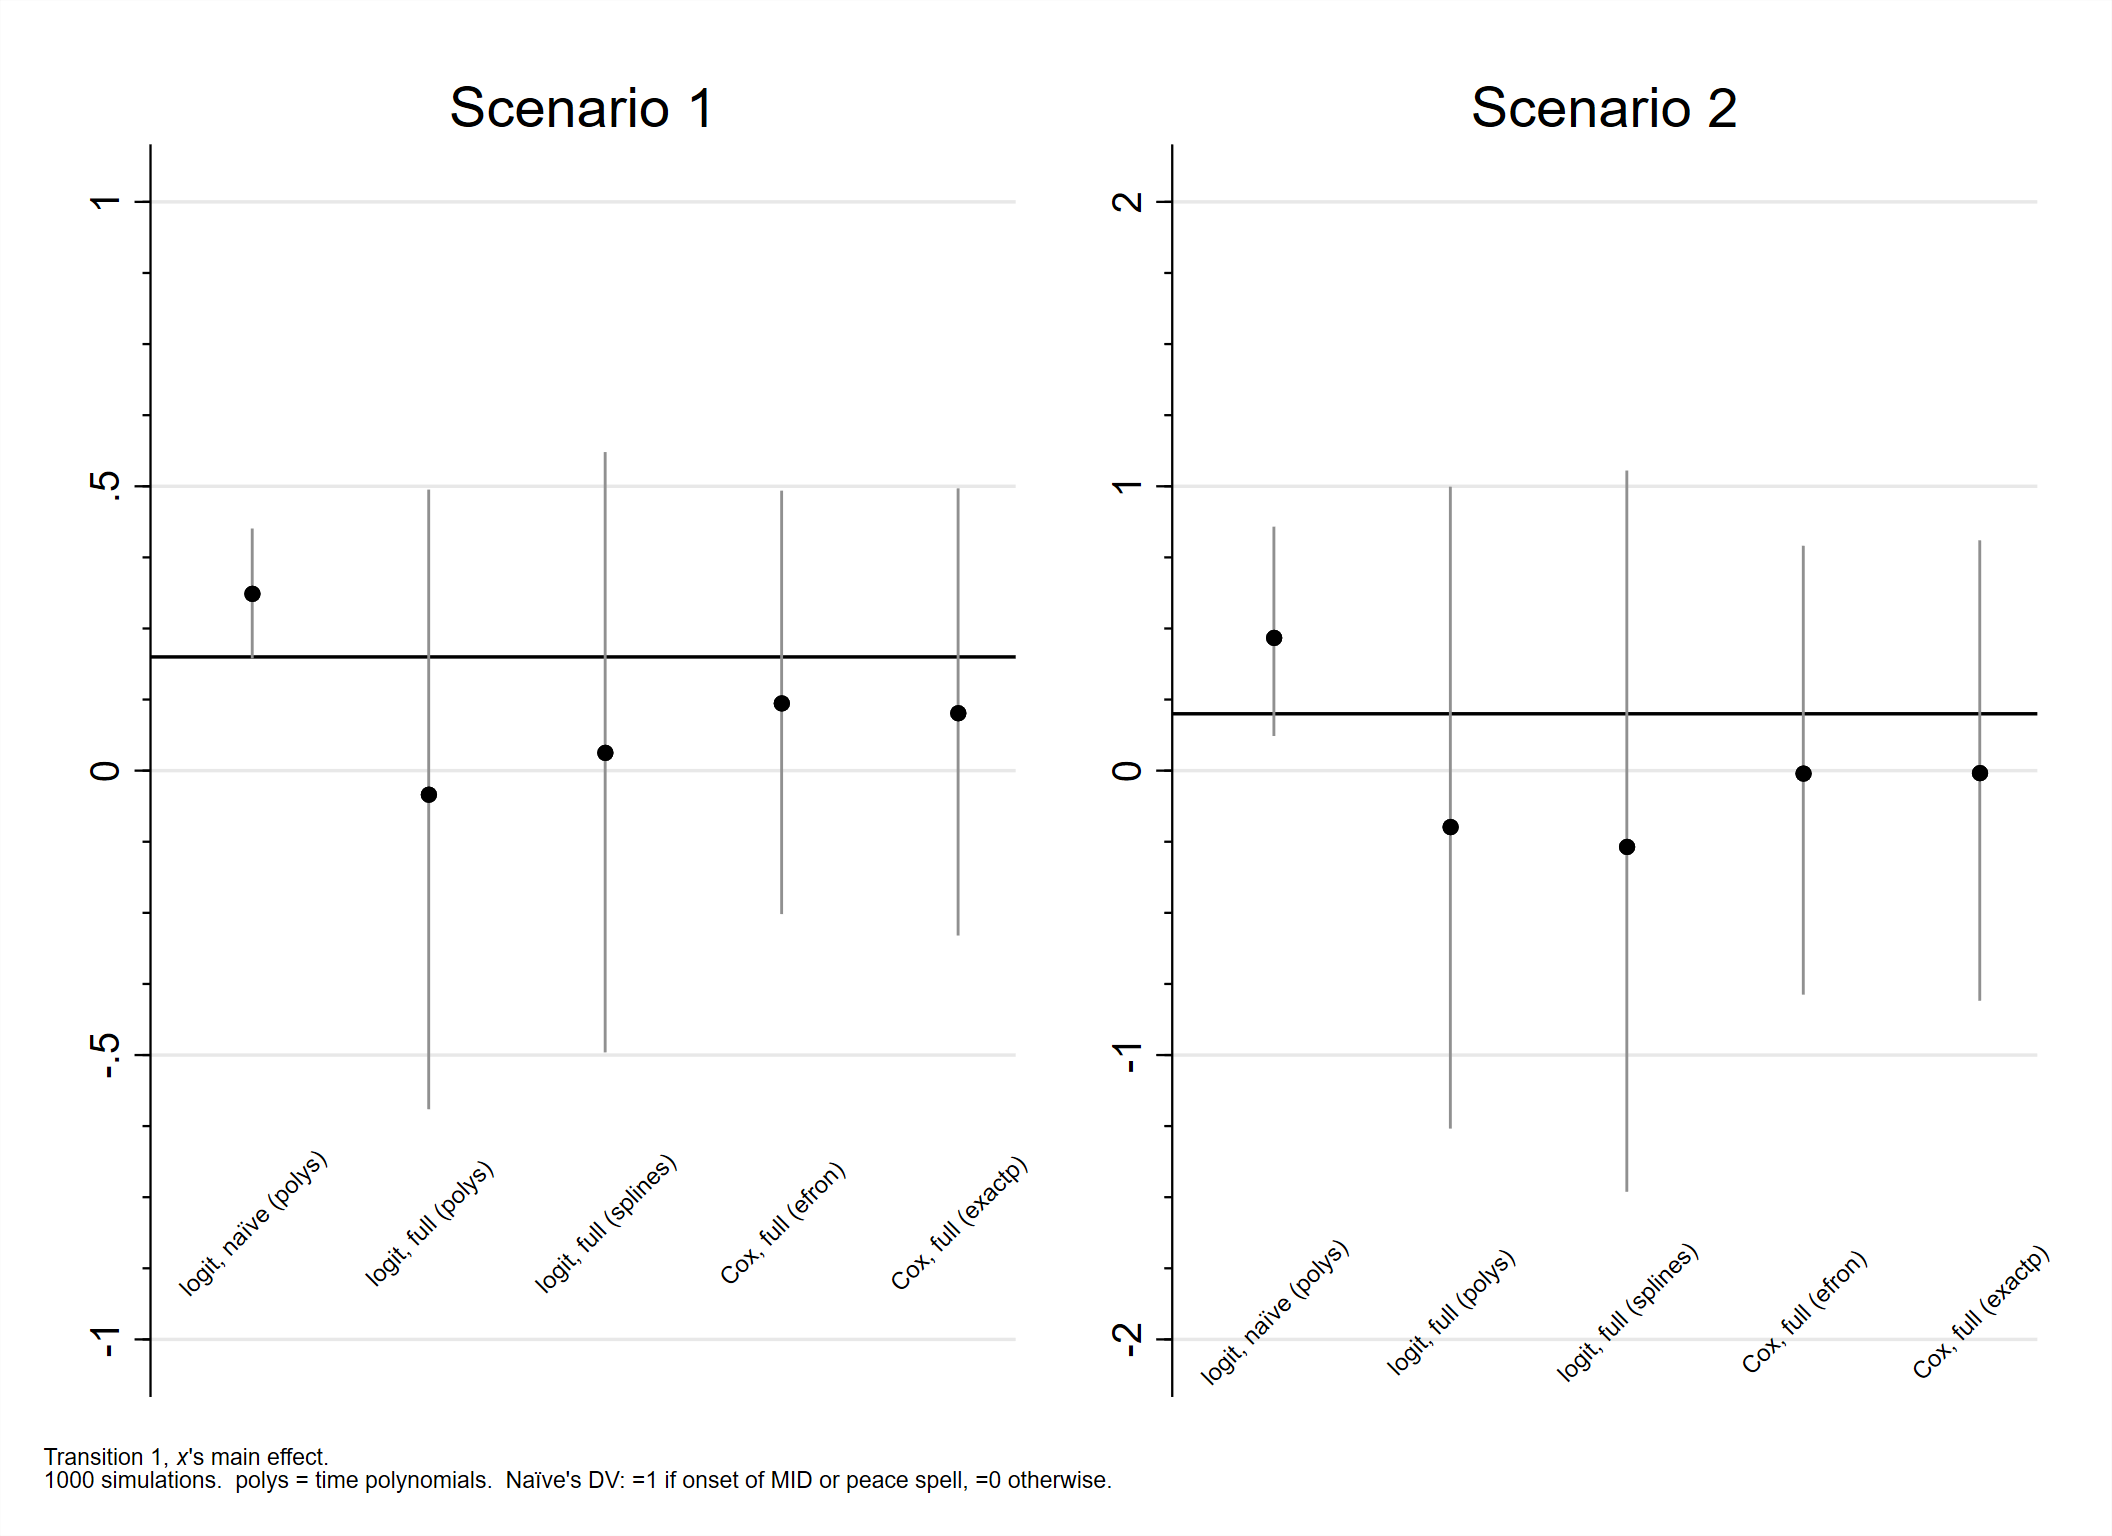 Scenario 1
1
.5
0
-.5
-1
logit, naïve (polys)
logit, full (polys)
logit, full (splines)
Cox, full (efron)
Cox, full (exactp)
Scenario 2
2
1
0
-1
-2
logit, naïve (polys)
logit, full (polys)
logit, full (splines)
Cox, full (efron)
Cox, full (exactp)
Transition 1, x's main effect.
1000 simulations.  polys = time polynomials.  Naïve's DV: =1 if onset of MID or peace spell, =0 otherwise.